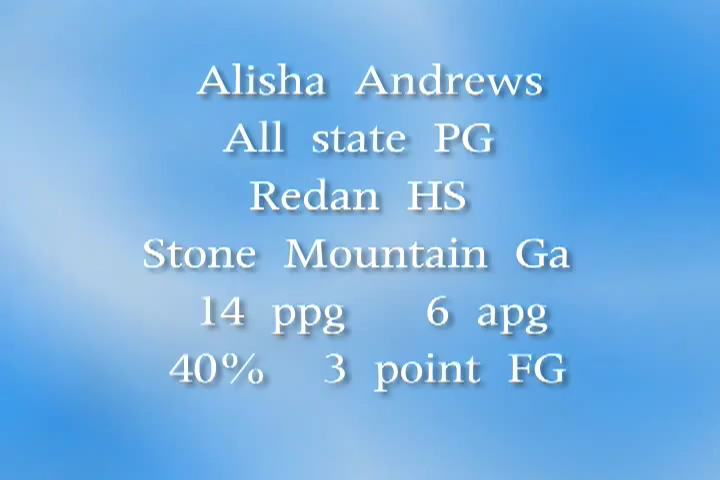 Alisha Andrews
All state PG
Redan HS
Stone Mountain Ga
14 ppg 6 apg
40% 3 point FG